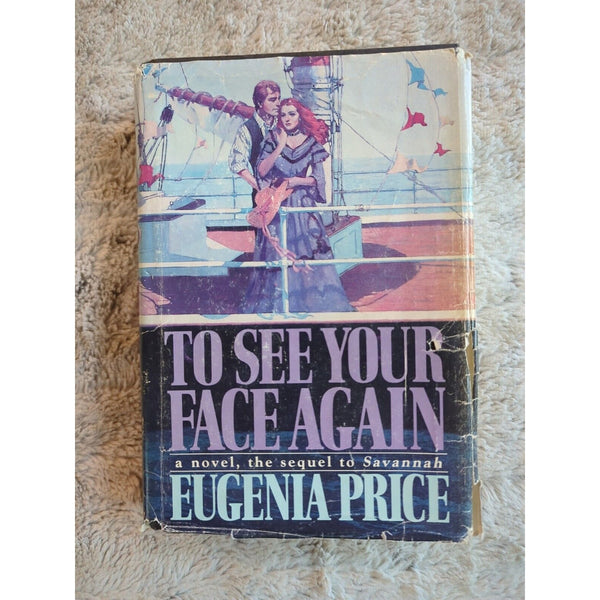 TO SEE YOUR
FACE AGAIN
a novel, the sequel to Savannah
EUGENIA PRICE